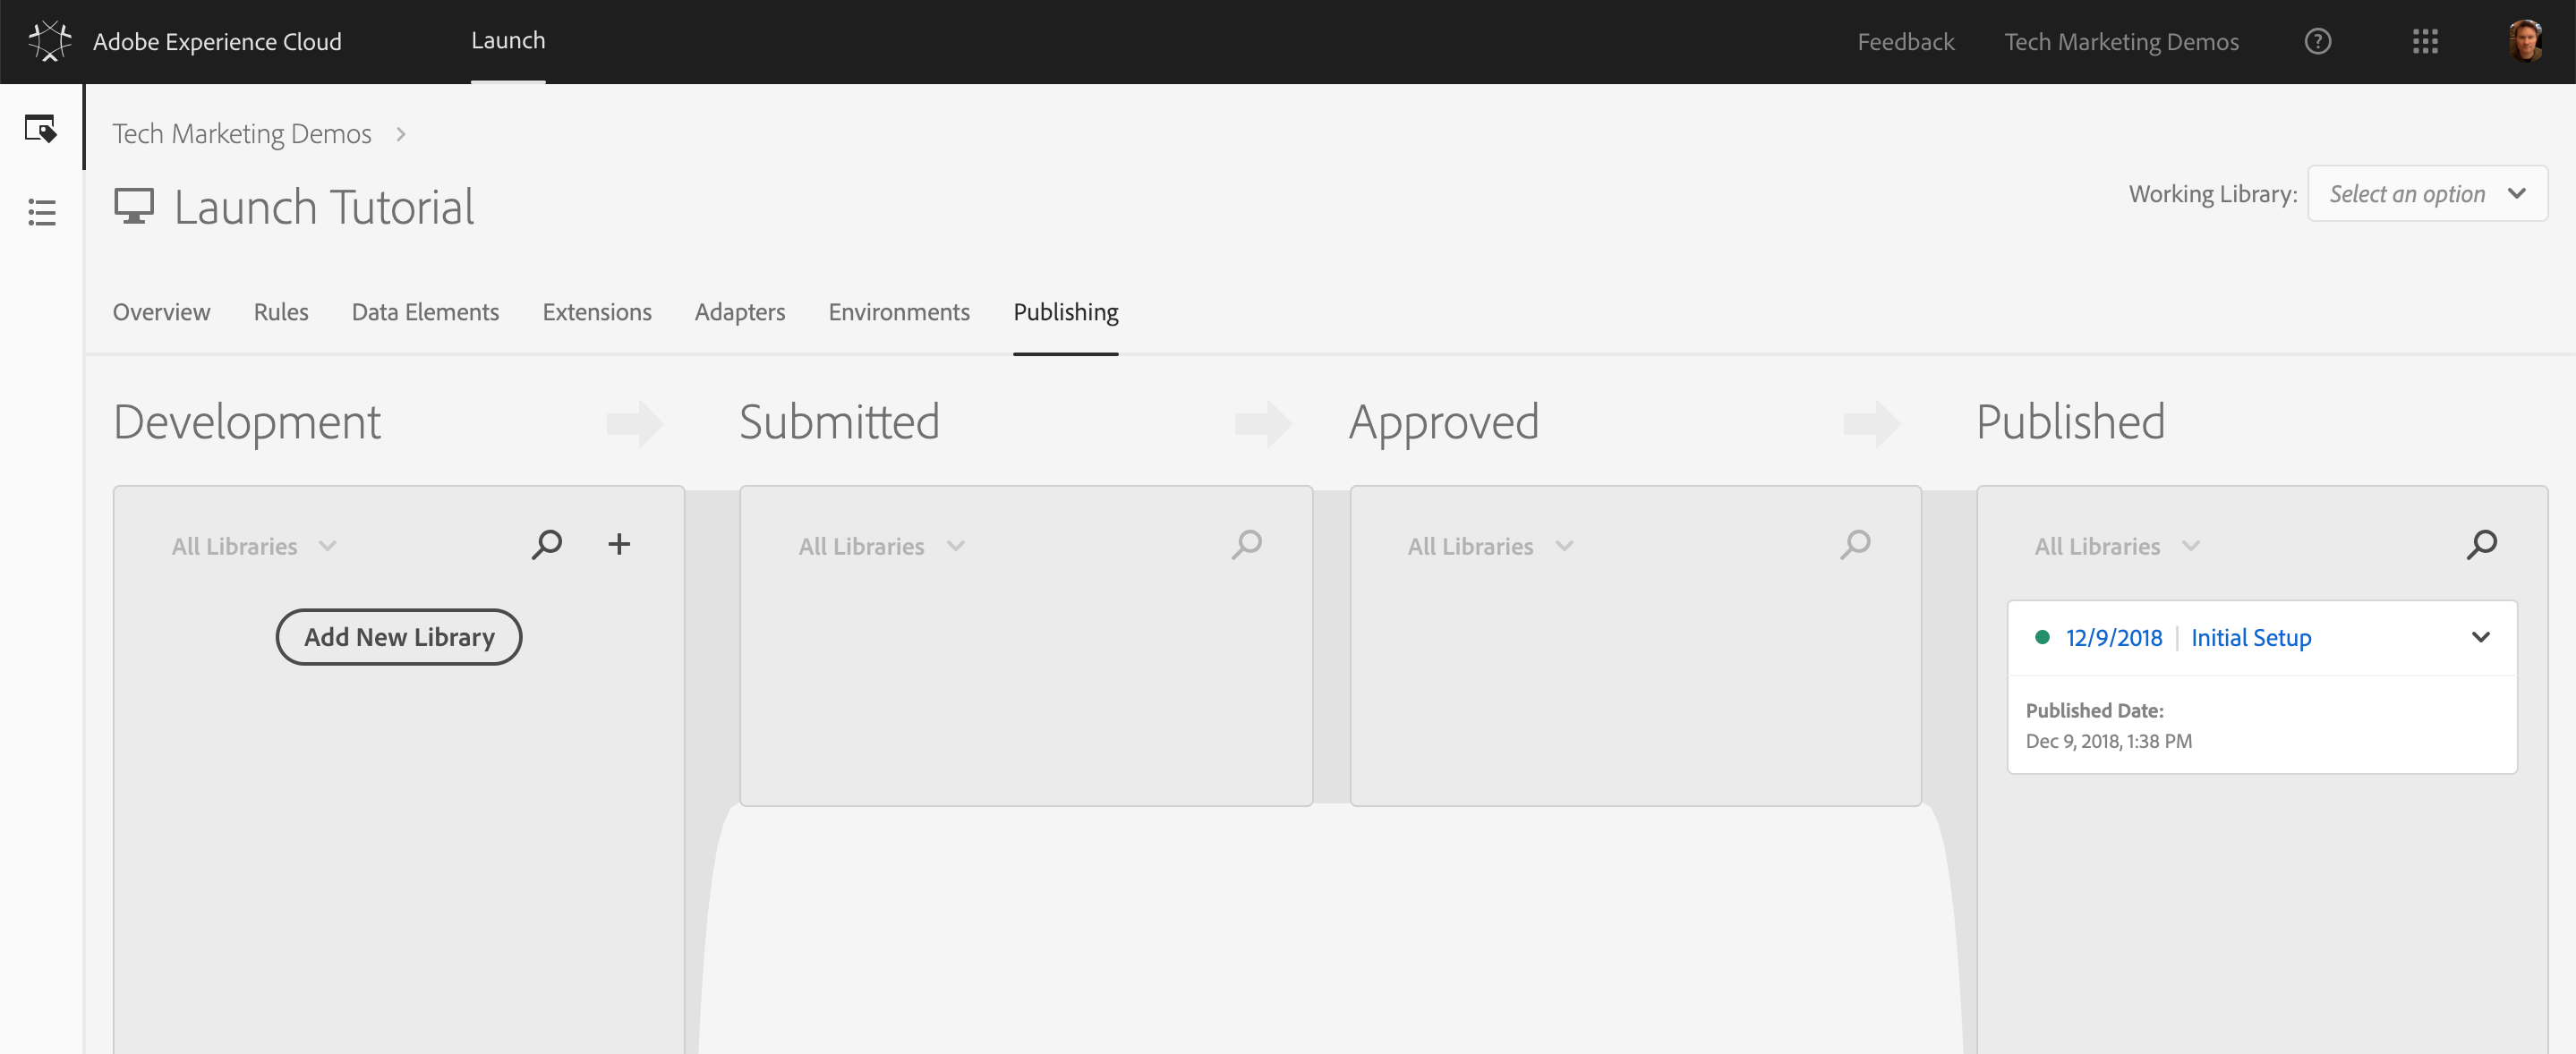 Adobe Experience Cloud
Launch
Feedback
Tech Marketing Demos
Tech Marketing Demos
Launch Tutorial
Working Library:
Select an option
Overview
Rules
Data Elements
Extensions
Adapters
Environments
Publishing
Development
Submitted
Approved
Published
All Libraries
All Libraries
All Libraries
All Libraries
Add New Library
12/9/2018 | Initial Setup
Published Date:
Dec 9, 2018, 1:38 PM